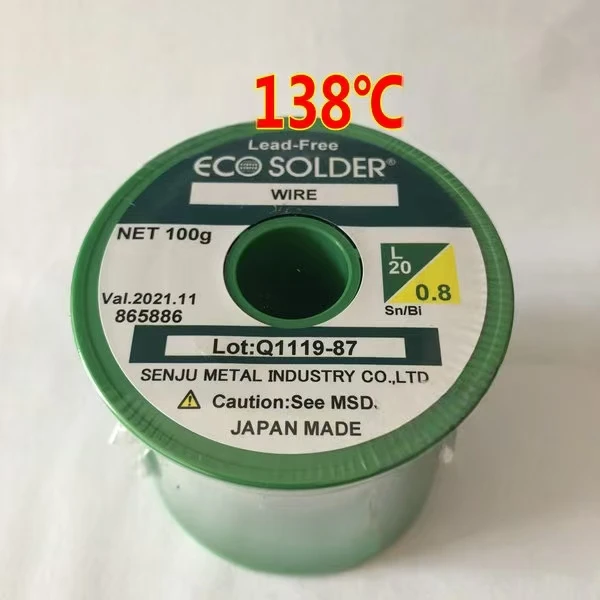 138℃
Lead-Free
ECO SOLDER®
WIRE
NET 100g
L
20
0.8
Sn/Bi
Val.2021.11
865886
Lot:Q1119-87
SENJU METAL INDUSTRY CO.,LTD
Caution:See MSD.
JAPAN MADE